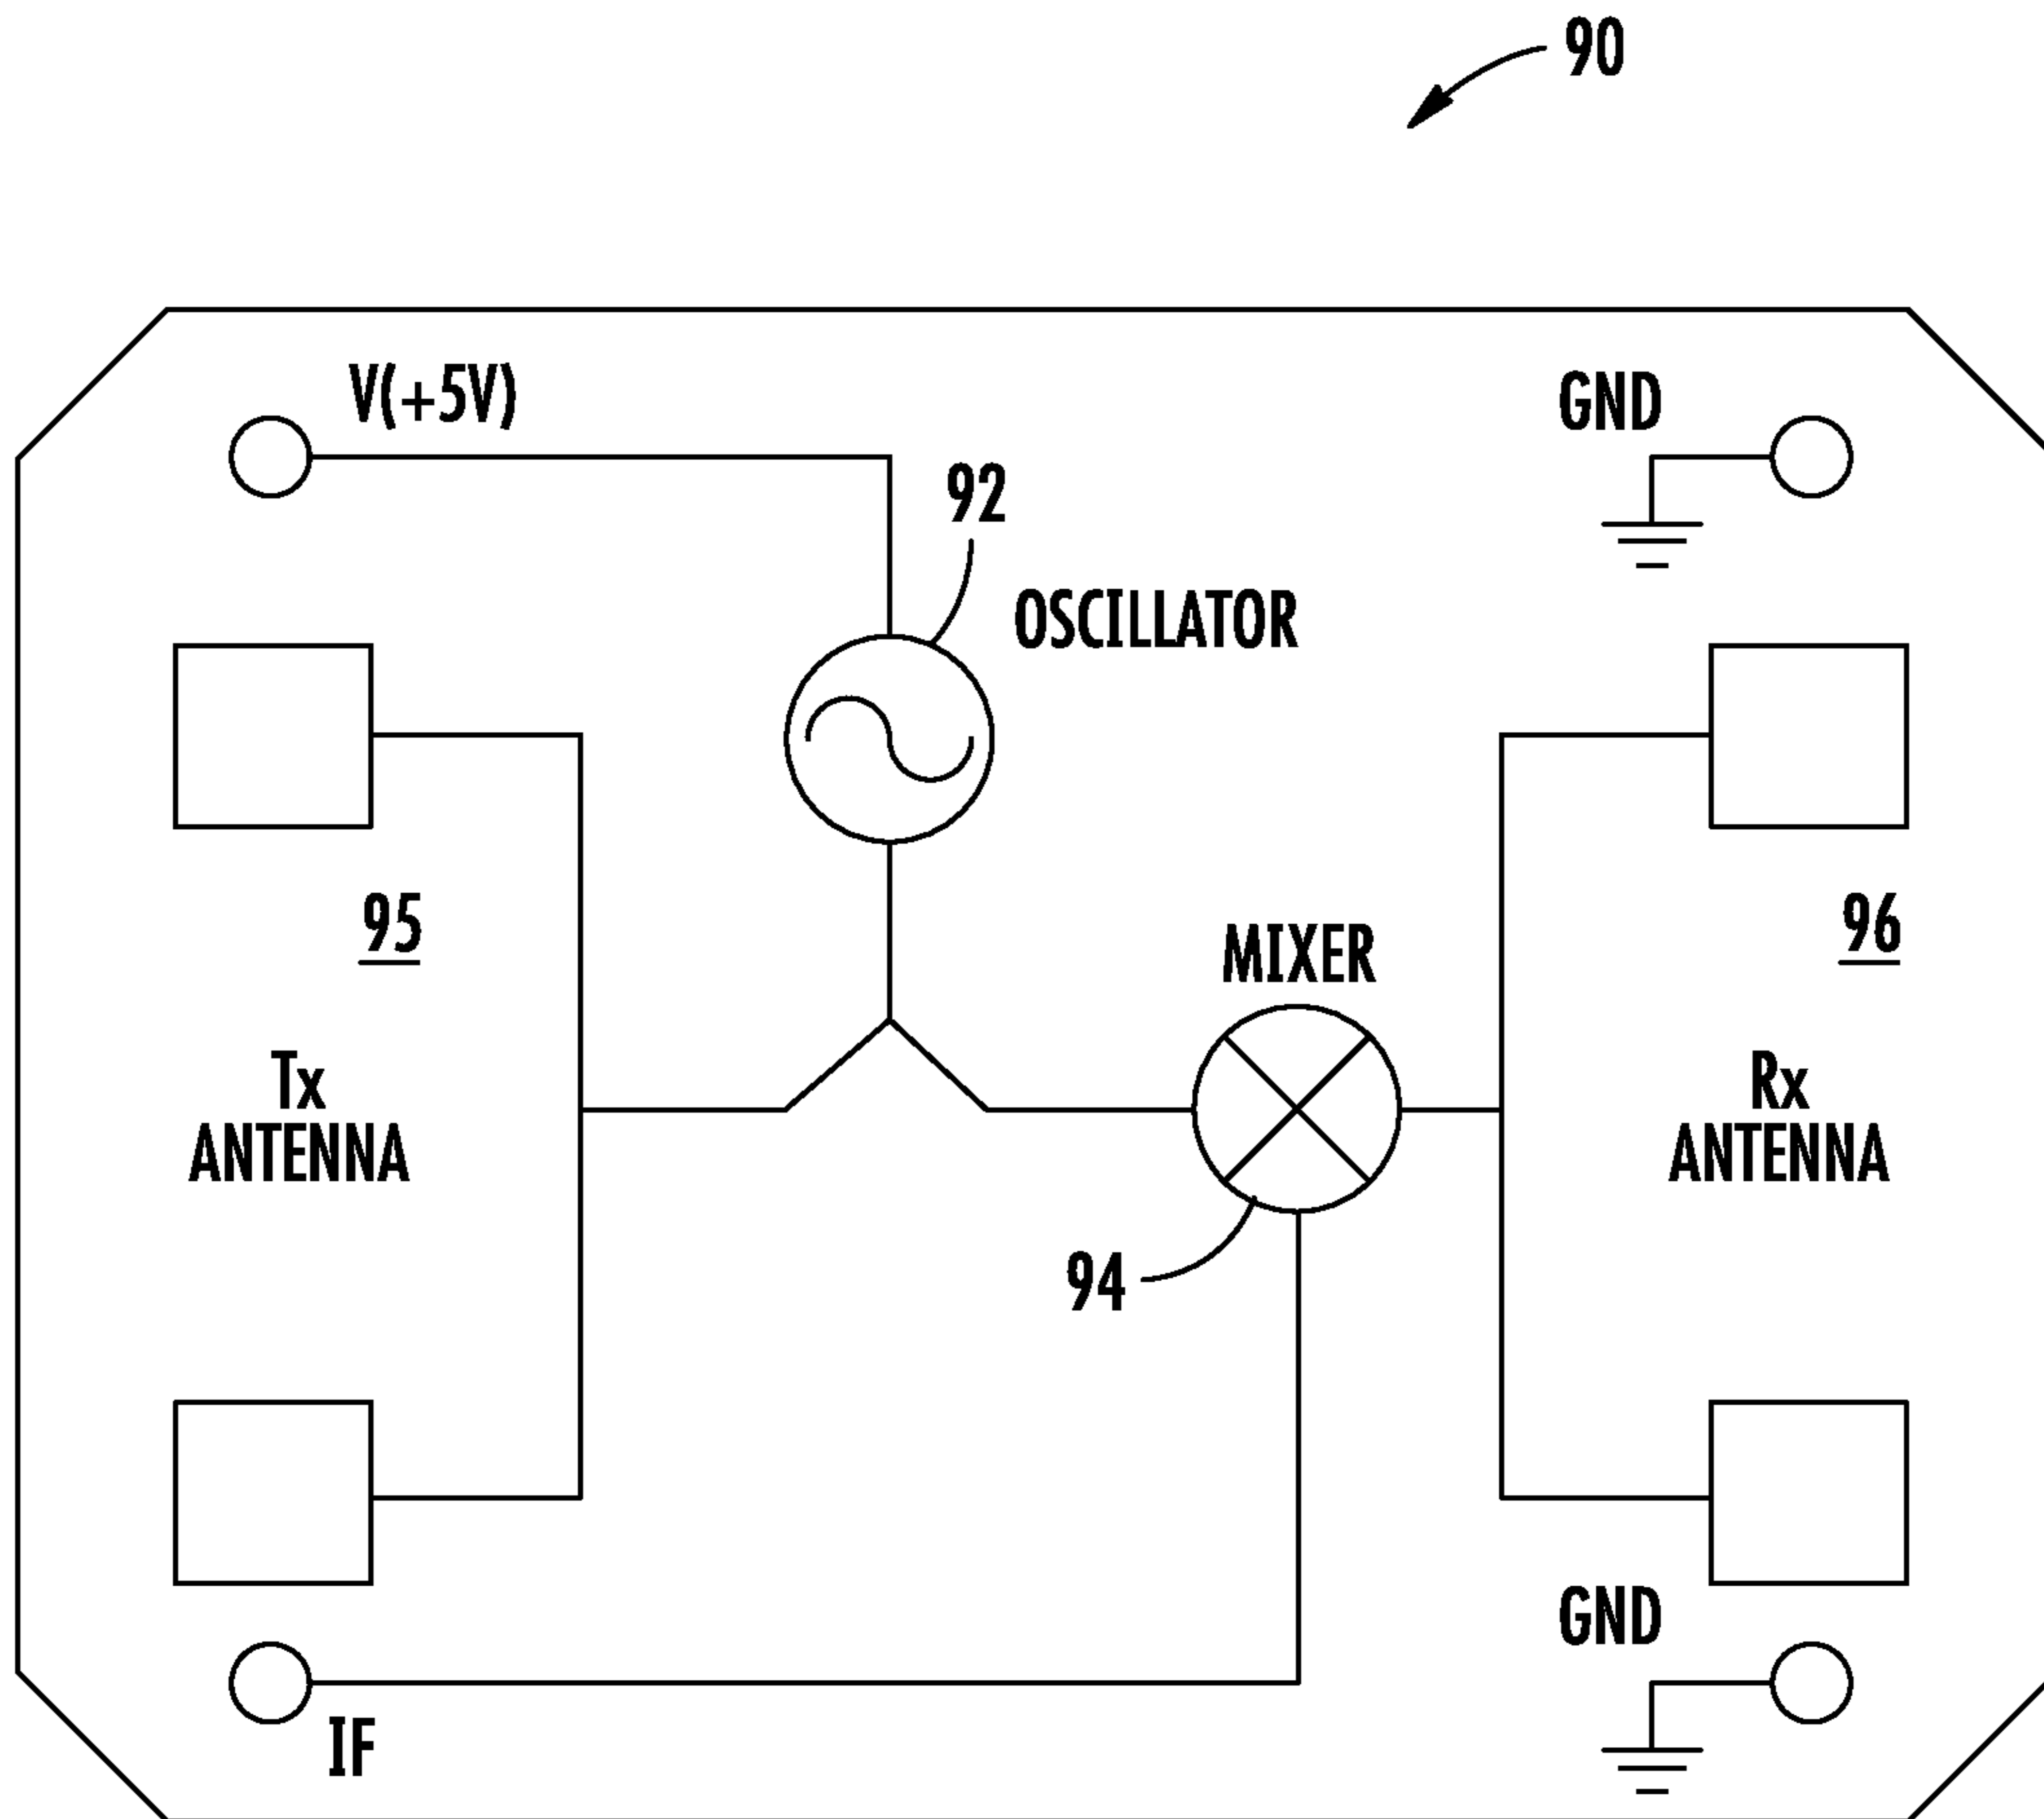 90
V(+5V)
GND
92
OSCILLATOR
95
96
MIXER
Tx
ANTENNA
Rx
ANTENNA
94
GND
IF